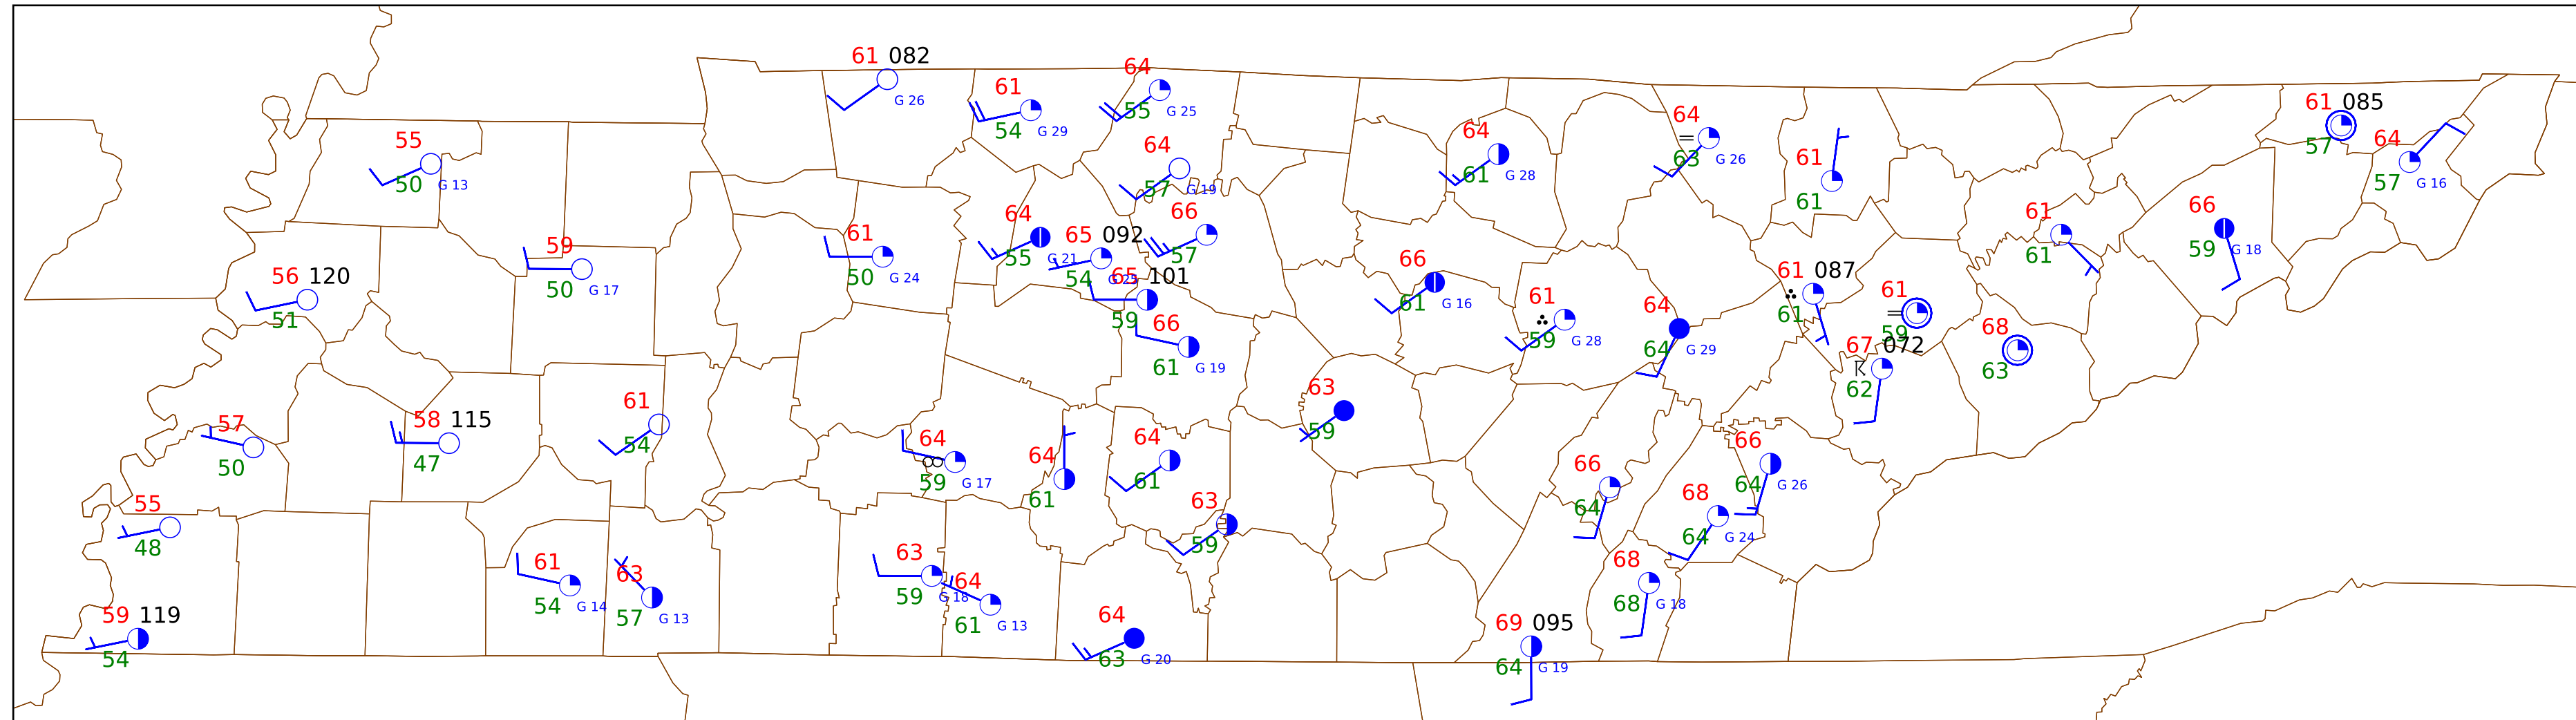 61 082
G 26
61
54 G 29
64
55 G 25
55
50 G 13
64
57 G 19
64
61 G 28
64
63 G 26
61
61
61 085
57
64
57 G 16
56 120
51
59
50 G 17
61
50 G 24
64
55 G 21
65 092
54 G 25
66
57
65 101
59
66
61 G 19
66
61 G 16
61
59 G 28
64
64 G 29
61 087
61
61
59
67 072
62
68
63
61
61
66
59 G 18
57
50
58 115
47
61
54
64
59 G 17
64
61
64
61
63
59
63
59
66
64
66
64 G 26
68
64 G 24
55
48
59 119
54
61
54 G 14
63
57 G 13
63
59 G 18
64
61 G 13
64
63 G 20
69 095
64 G 19
68
68 G 18